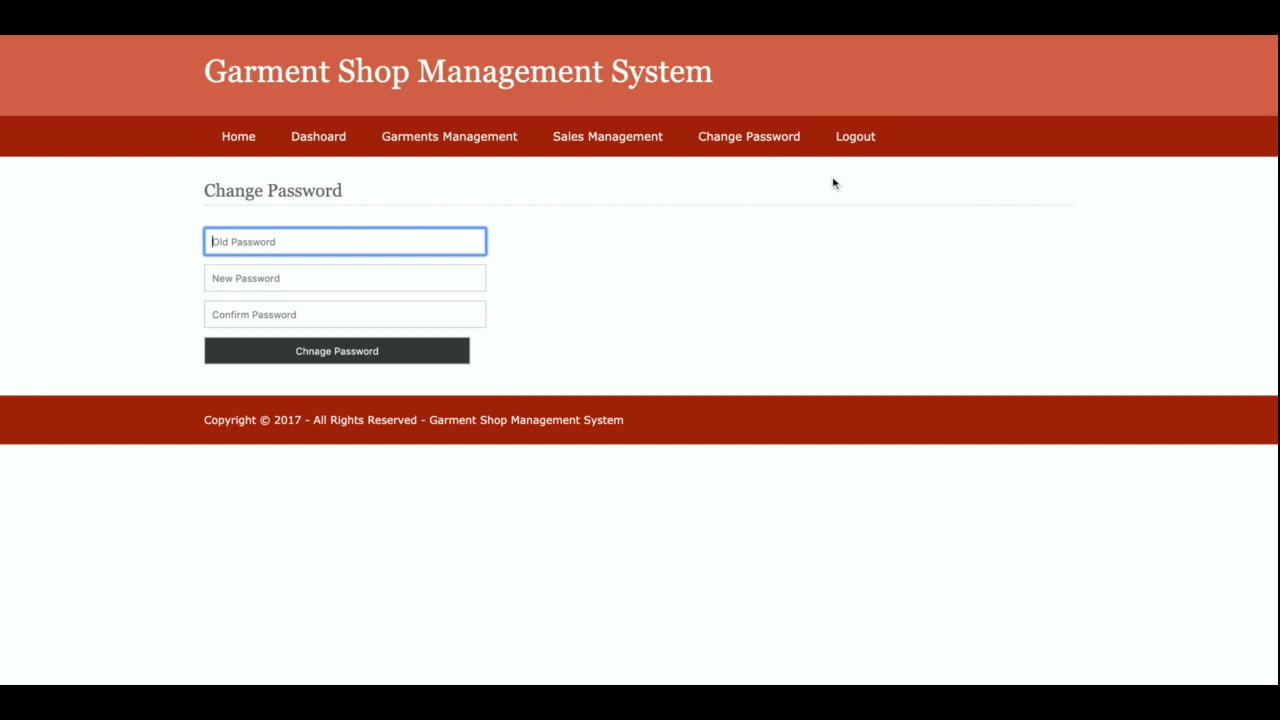 Garment Shop Management System
Home Dashoard Garments Management Sales Management Change Password Logout
Change Password
Old Password
New Password
Confirm Password
Chnage Password
Copyright © 2017 - All Rights Reserved - Garment Shop Management System